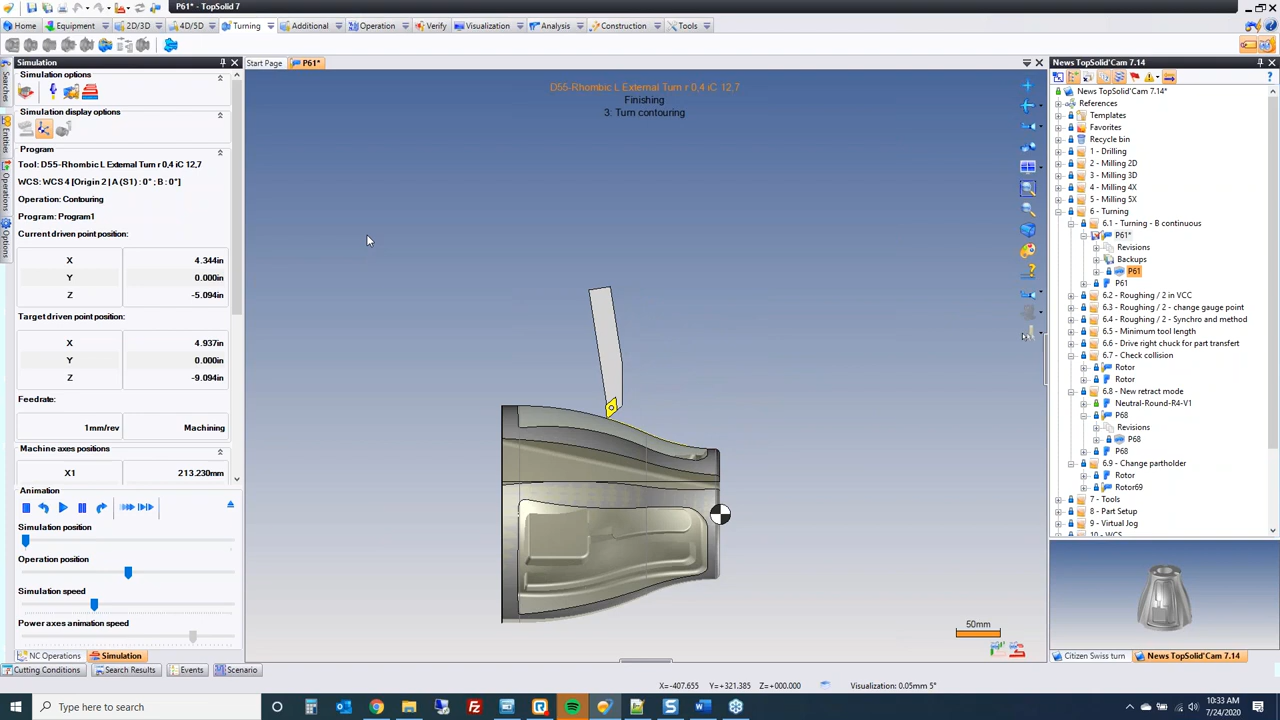 P61* - TopSolid 7
Home
Equipment
2D/3D
4D/5D
Turning
Additional
Operation
Verify
Visualization
Analysis
Construction
Tools
Simulation
Start Page
P61*
News TopSolid'Cam 7.14
Searches
Entities
Operations
Options
Simulation options
Simulation display options
Program
Tool: D55-Rhombic L External Turn r 0,4 iC 12,7
WCS: WCS 4 [Origin 2 | A (S1) : 0° ; B : 0°]
Operation: Contouring
Program: Program1
Current driven point position:
X 4.344in
Y 0.000in
Z -5.094in
Target driven point position:
X 4.937in
Y 0.000in
Z -9.094in
Feedrate:
1mm/rev Machining
Machine axes positions
X1 213.230mm
Animation
Simulation position
Operation position
Simulation speed
Power axes animation speed
NC Operations
Simulation
D55-Rhombic L External Turn r 0,4 iC 12,7
Finishing
3: Turn contouring
50mm
News TopSolid'Cam 7.14*
References
Templates
Favorites
Recycle bin
1 - Drilling
2 - Milling 2D
3 - Milling 3D
4 - Milling 4X
5 - Milling 5X
6 - Turning
6.1 - Turning - B continuous
P61*
Revisions
Backups
P61
P61
6.2 - Roughing / 2 in VCC
6.3 - Roughing / 2 - change gauge point
6.4 - Roughing / 2 - Synchro and method
6.5 - Minimum tool length
6.6 - Drive right chuck for part transfert
6.7 - Check collision
Rotor
Rotor
6.8 - New retract mode
Neutral-Round-R4-V1
P68
Revisions
P68
P68
6.9 - Change partholder
Rotor
Rotor69
7 - Tools
8 - Part Setup
9 - Virtual Jog
10 - WCS
Citizen Swiss turn
News TopSolid'Cam 7.14
Cutting Conditions
Search Results
Events
Scenario
X=-407.655 Y=+321.385 Z=+000.000
Visualization: 0.05mm 5°
Type here to search
10:33 AM
7/24/2020